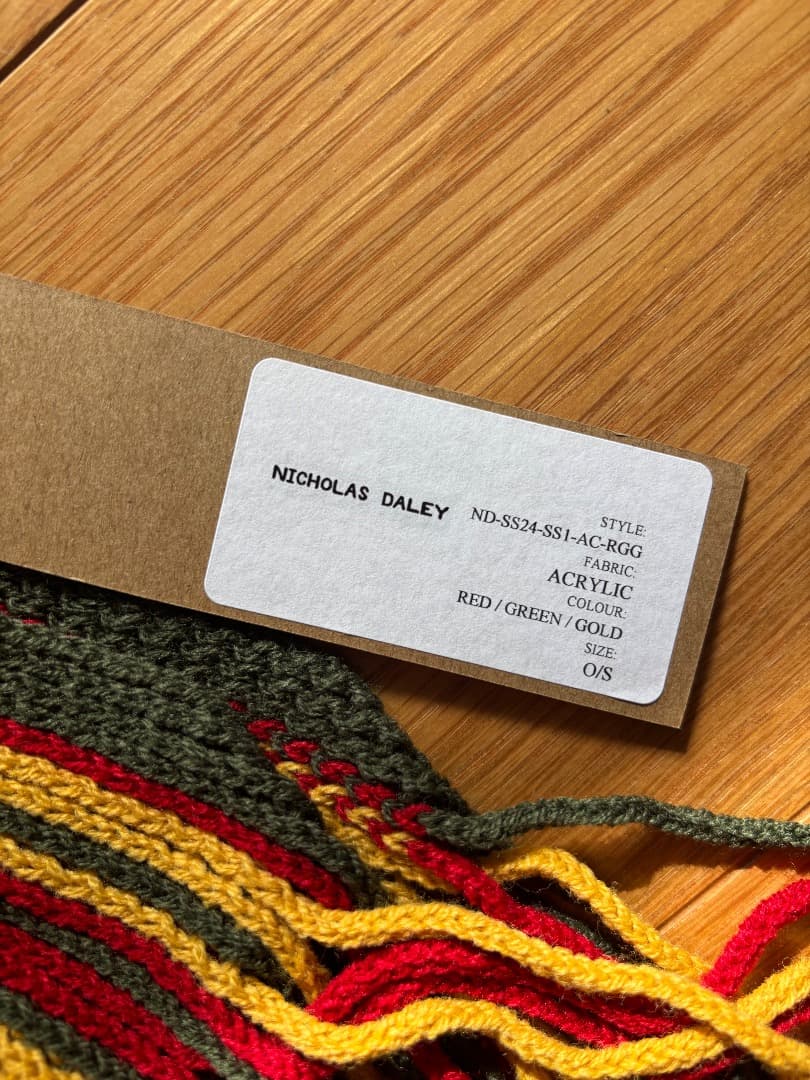 NICHOLAS DALEY
STYLE:
ND-SS24-SS1-AC-RGG
FABRIC:
ACRYLIC
COLOUR:
RED / GREEN / GOLD
SIZE:
O/S